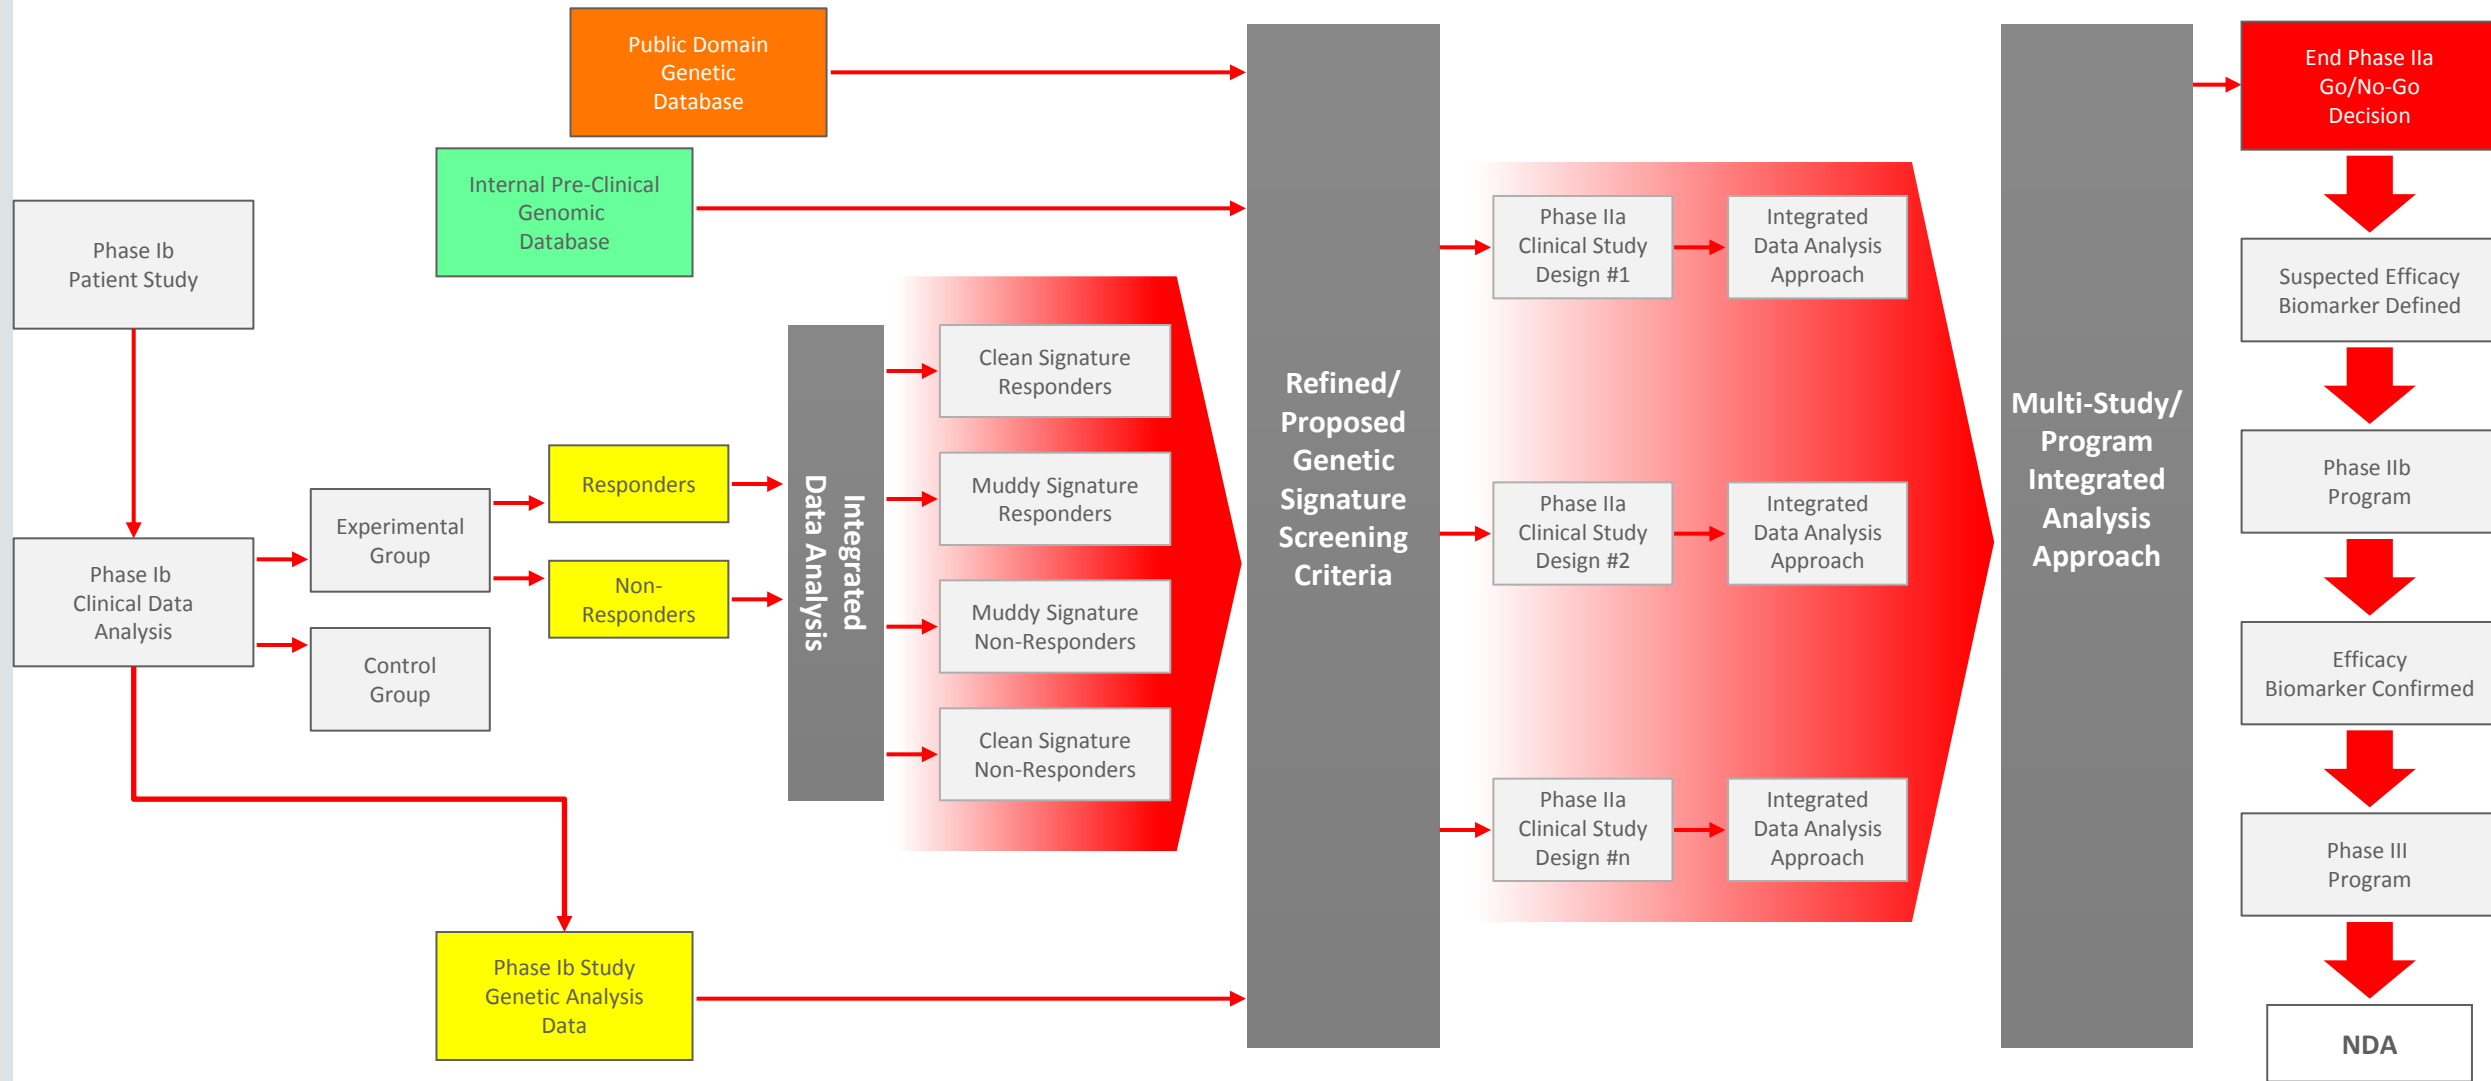 Public Domain
Genetic
Database
Internal Pre-Clinical
Genomic
Database
Phase Ib
Patient Study
Phase Ib
Clinical Data
Analysis
Experimental
Group
Control
Group
Responders
Non-
Responders
Integrated
Data Analysis
Clean Signature
Responders
Muddy Signature
Responders
Muddy Signature
Non-Responders
Clean Signature
Non-Responders
Phase Ib Study
Genetic Analysis
Data
Refined/
Proposed
Genetic
Signature
Screening
Criteria
Phase IIa
Clinical Study
Design #1
Integrated
Data Analysis
Approach
Phase IIa
Clinical Study
Design #2
Integrated
Data Analysis
Approach
Phase IIa
Clinical Study
Design #n
Integrated
Data Analysis
Approach
Multi-Study/
Program
Integrated
Analysis
Approach
End Phase IIa
Go/No-Go
Decision
Suspected Efficacy
Biomarker Defined
Phase IIb
Program
Efficacy
Biomarker Confirmed
Phase III
Program
NDA